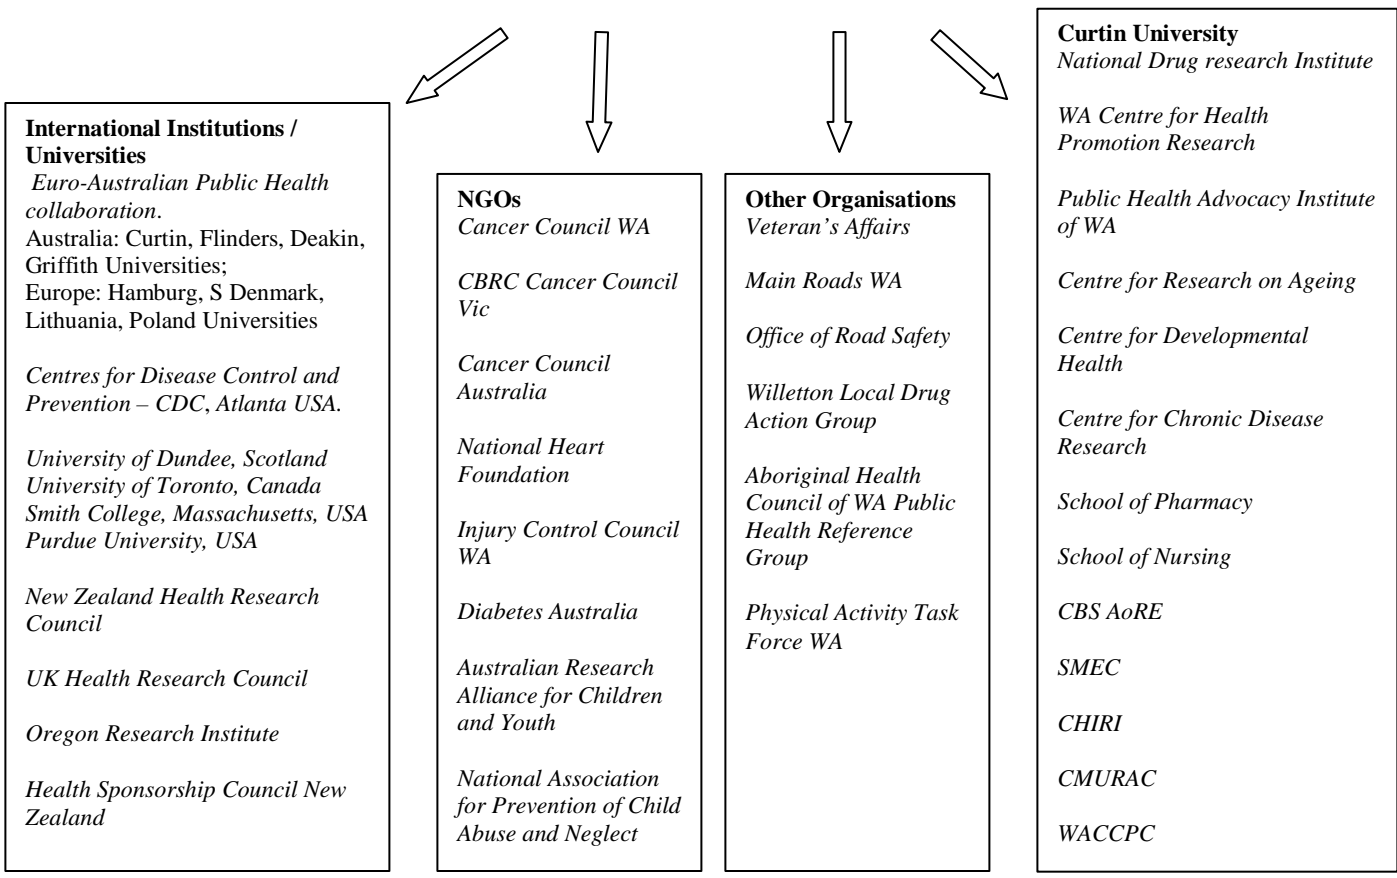 International Institutions /
Universities
Euro-Australian Public Health
collaboration.
Australia: Curtin, Flinders, Deakin,
Griffith Universities;
Europe: Hamburg, S Denmark,
Lithuania, Poland Universities
Centres for Disease Control and
Prevention – CDC, Atlanta USA.
University of Dundee, Scotland
University of Toronto, Canada
Smith College, Massachusetts, USA
Purdue University, USA
New Zealand Health Research
Council
UK Health Research Council
Oregon Research Institute
Health Sponsorship Council New
Zealand
NGOs
Cancer Council WA
CBRC Cancer Council
Vic
Cancer Council
Australia
National Heart
Foundation
Injury Control Council
WA
Diabetes Australia
Australian Research
Alliance for Children
and Youth
National Association
for Prevention of Child
Abuse and Neglect
Other Organisations
Veteran’s Affairs
Main Roads WA
Office of Road Safety
Willetton Local Drug
Action Group
Aboriginal Health
Council of WA Public
Health Reference
Group
Physical Activity Task
Force WA
Curtin University
National Drug research Institute
WA Centre for Health
Promotion Research
Public Health Advocacy Institute
of WA
Centre for Research on Ageing
Centre for Developmental
Health
Centre for Chronic Disease
Research
School of Pharmacy
School of Nursing
CBS AoRE
SMEC
CHIRI
CMURAC
WACCPC